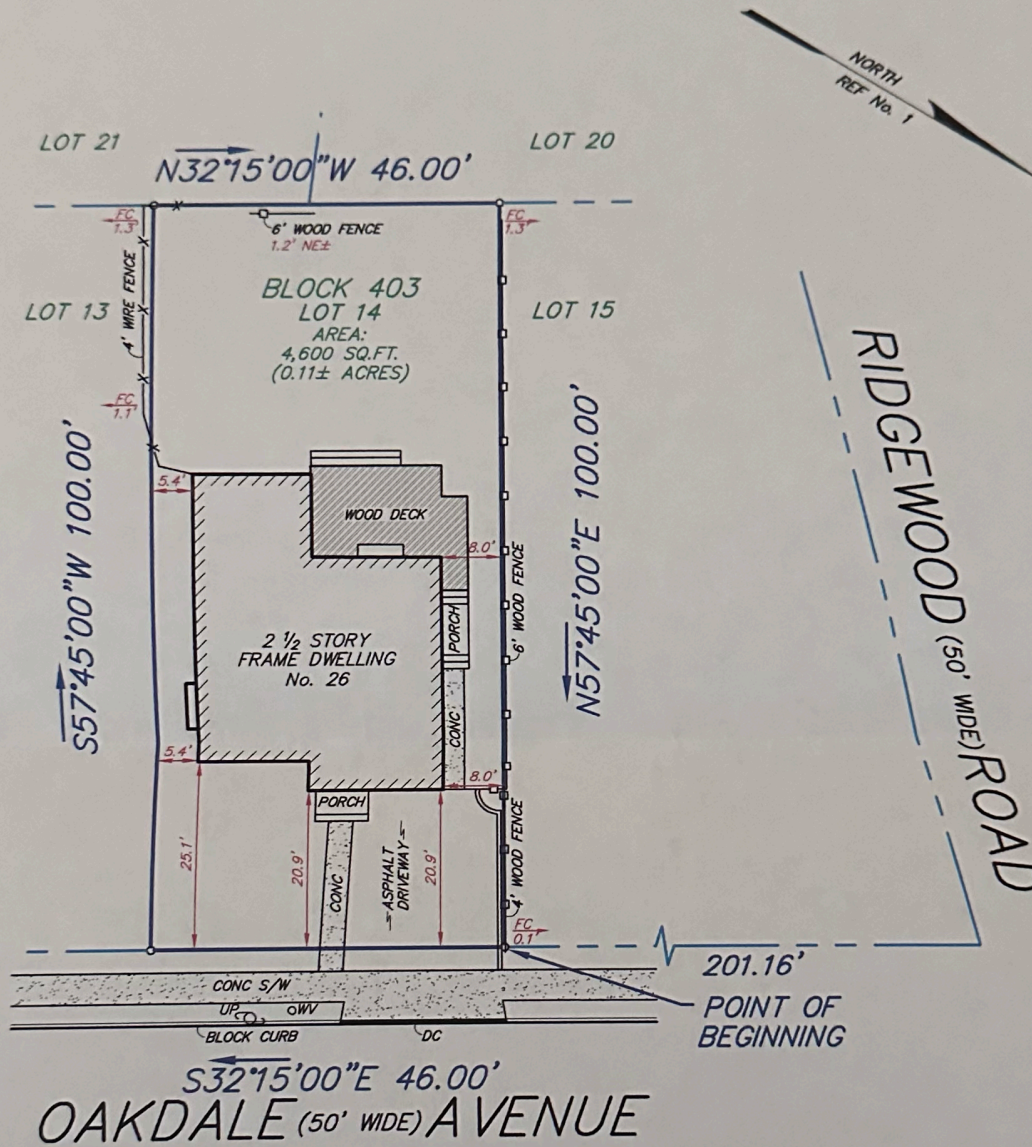 NORTH
REF No. 1
LOT 21
LOT 20
N32°15'00"W 46.00'
FC
1.3'
6' WOOD FENCE
1.2' NE±
FC
1.3'
4' WIRE FENCE
BLOCK 403
LOT 14
AREA:
4,600 SQ.FT.
(0.11± ACRES)
LOT 13
LOT 15
FC
1.1'
S57°45'00"W 100.00'
N57°45'00"E 100.00'
RIDGEWOOD (50' WIDE) ROAD
5.4'
WOOD DECK
8.0'
6' WOOD FENCE
PORCH
2 1/2 STORY
FRAME DWELLING
No. 26
CONC
5.4'
8.0'
PORCH
25.1'
20.9'
CONC
ASPHALT
DRIVEWAY
20.9'
4' WOOD FENCE
FC
0.1'
201.16'
POINT OF
BEGINNING
CONC S/W
UP
WV
BLOCK CURB
DC
S32°15'00"E 46.00'
OAKDALE (50' WIDE) AVENUE